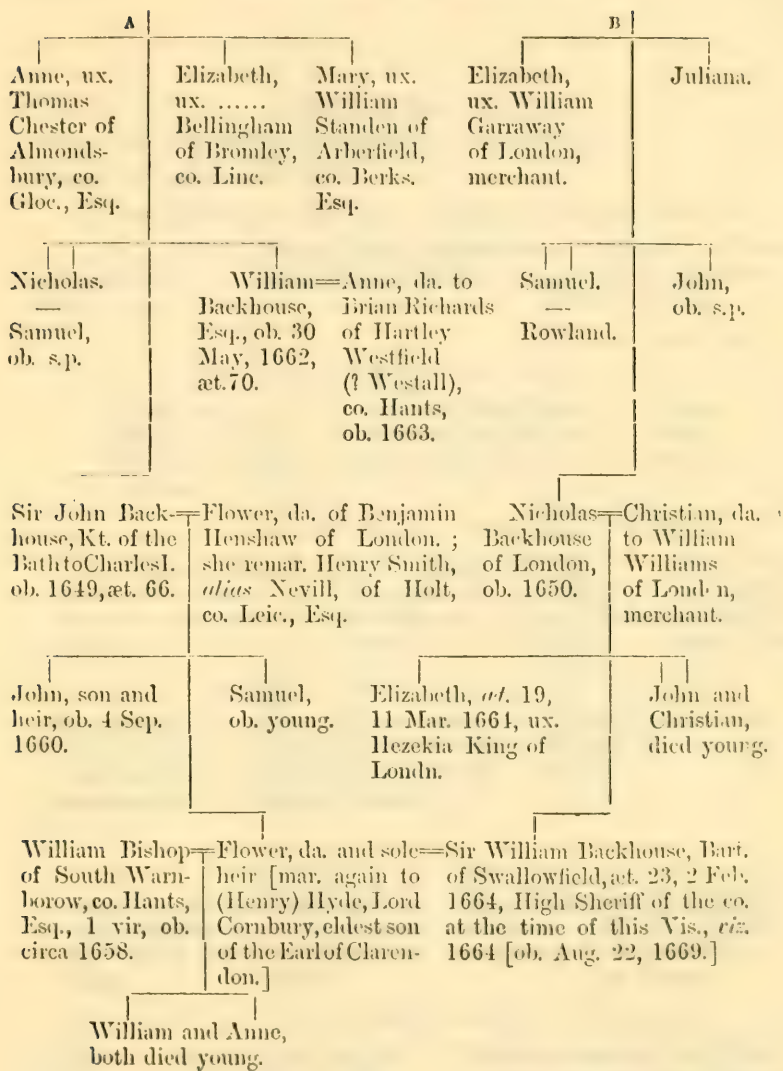 A
B
Anne, ux.
Thomas
Chester of
Almonds-
bury, co.
Gloc., Esq.
Elizabeth,
ux. ......
Bellingham
of Bromley,
co. Linc.
Mary, ux.
William
Standen of
Arberfield,
co. Berks.
Esq.
Elizabeth,
ux. William
Garraway
of London,
merchant.
Juliana.
Nicholas.
—
Samuel,
ob. s.p.
William=
Backhouse,
Esq., ob. 30
May, 1662,
æt. 70.
Anne, da. to
Brian Richards
of Hartley
Westfield
(? Westall),
co. Hants,
ob. 1663.
Samuel.
—
Rowland.
John,
ob. s.p.
Sir John Back-=
house, Kt. of the
Bath to Charles I.
ob. 1649, æt. 66.
Flower, da. of Benjamin
Henshaw of London. ;
she remar. Henry Smith,
alias Nevill, of Holt,
co. Leic., Esq.
Nicholas=
Backhouse
of London,
ob. 1650.
Christian, da.
to William
Williams
of London,
merchant.
John, son and
heir, ob. 4 Sep.
1660.
Samuel,
ob. young.
Elizabeth, æt. 19,
11 Mar. 1664, ux.
Hezekia King of
Londn.
John and
Christian,
died young.
William Bishop=
of South Warn-
borow, co. Hants,
Esq., 1 vir, ob.
circa 1658.
Flower, da. and sole=
heir [mar. again to
(Henry) Hyde, Lord
Cornbury, eldest son
of the Earl of Claren-
don.]
Sir William Backhouse, Bart.
of Swallowfield, æt. 23, 2 Feb.
1664, High Sheriff of the co.
at the time of this Vis., viz.
1664 [ob. Aug. 22, 1669.]
William and Anne,
both died young.